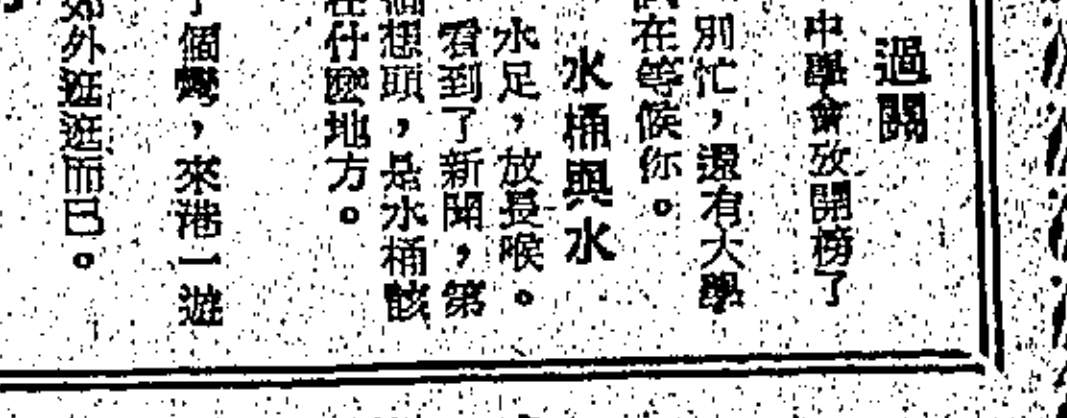 過關
中學會放開榜了
別忙，還有大學
試在等候你。
水桶與水
水足，放長喉。
看到了新聞，第
個想頭，是水桶該
在什麼地方。
個彎，來港一遊
郊外逛逛而已。